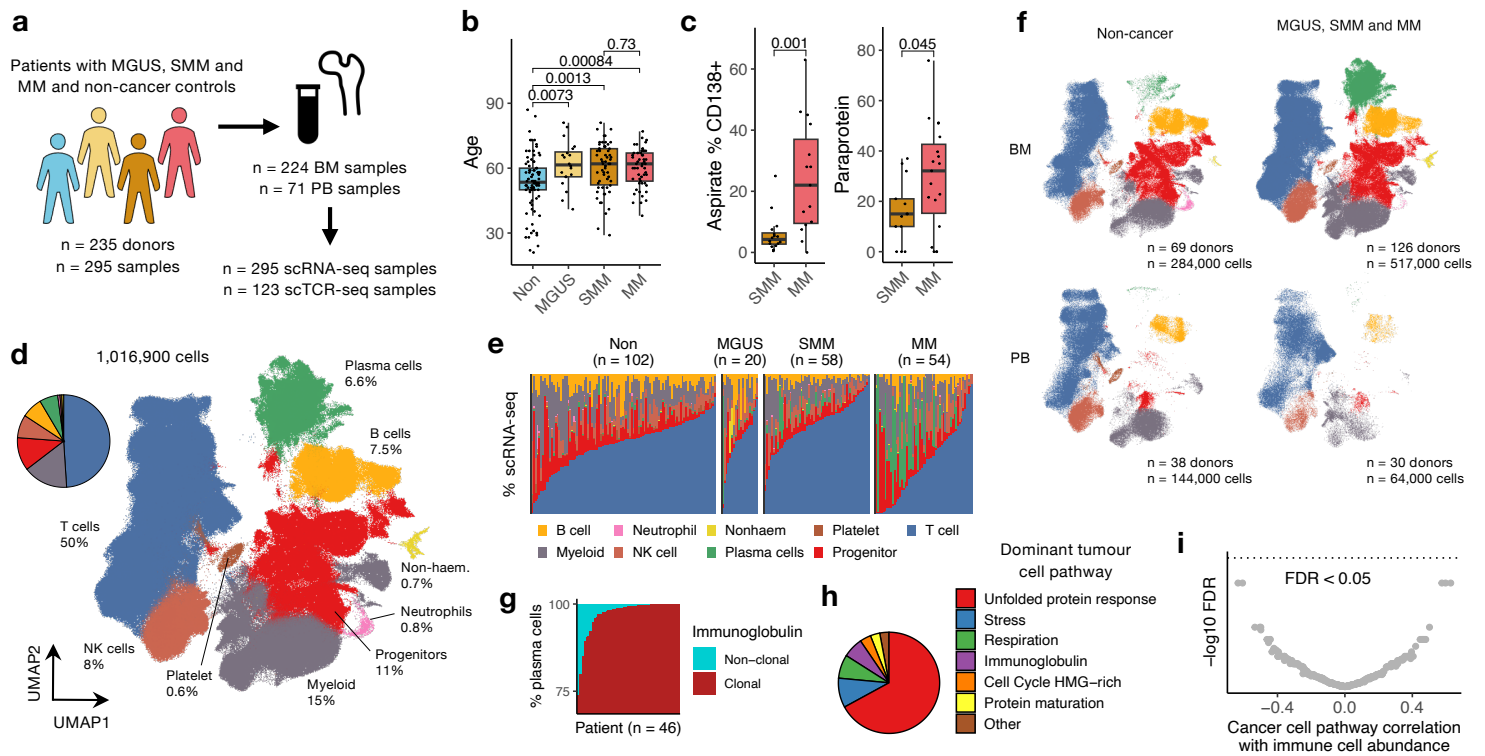 a
Patients with MGUS, SMM and
MM and non-cancer controls
n = 235 donors
n = 295 samples
n = 224 BM samples
n = 71 PB samples
n = 295 scRNA-seq samples
n = 123 scTCR-seq samples
b
Age
90
60
30
0.73
0.00084
0.0013
0.0073
Non
MGUS
SMM
MM
c
Aspirate % CD138+
60
40
20
0
0.001
SMM
MM
Paraprotein
80
60
40
20
0
0.045
SMM
MM
d
1,016,900 cells
Plasma cells
6.6%
B cells
7.5%
T cells
50%
Non-haem.
0.7%
Neutrophils
0.8%
Progenitors
11%
NK cells
8%
Platelet
0.6%
Myeloid
15%
UMAP2
UMAP1
e
Non
(n = 102)
MGUS
(n = 20)
SMM
(n = 58)
MM
(n = 54)
% scRNA-seq
B cell
Neutrophil
Nonhaem
Platelet
T cell
Myeloid
NK cell
Plasma cells
Progenitor
f
Non-cancer
MGUS, SMM and MM
BM
n = 69 donors
n = 284,000 cells
n = 126 donors
n = 517,000 cells
PB
n = 38 donors
n = 144,000 cells
n = 30 donors
n = 64,000 cells
g
% plasma cells
100
75
Patient (n = 46)
Immunoglobulin
Non−clonal
Clonal
h
Dominant tumour
cell pathway
Unfolded protein response
Stress
Respiration
Immunoglobulin
Cell Cycle HMG−rich
Protein maturation
Other
i
−log10 FDR
FDR < 0.05
−0.4
0.0
0.4
Cancer cell pathway correlation
with immune cell abundance